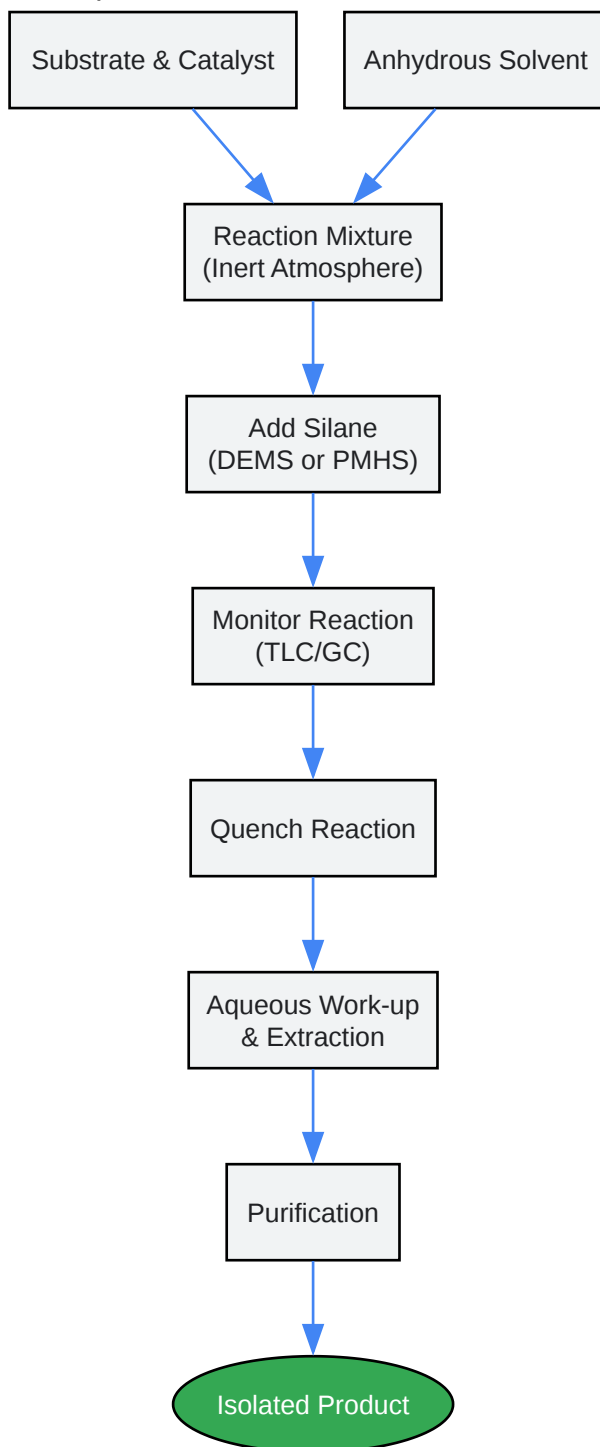 Substrate & Catalyst
Anhydrous Solvent
Reaction Mixture
(Inert Atmosphere)
Add Silane
(DEMS or PMHS)
Monitor Reaction
(TLC/GC)
Quench Reaction
Aqueous Work-up
& Extraction
Purification
Isolated Product